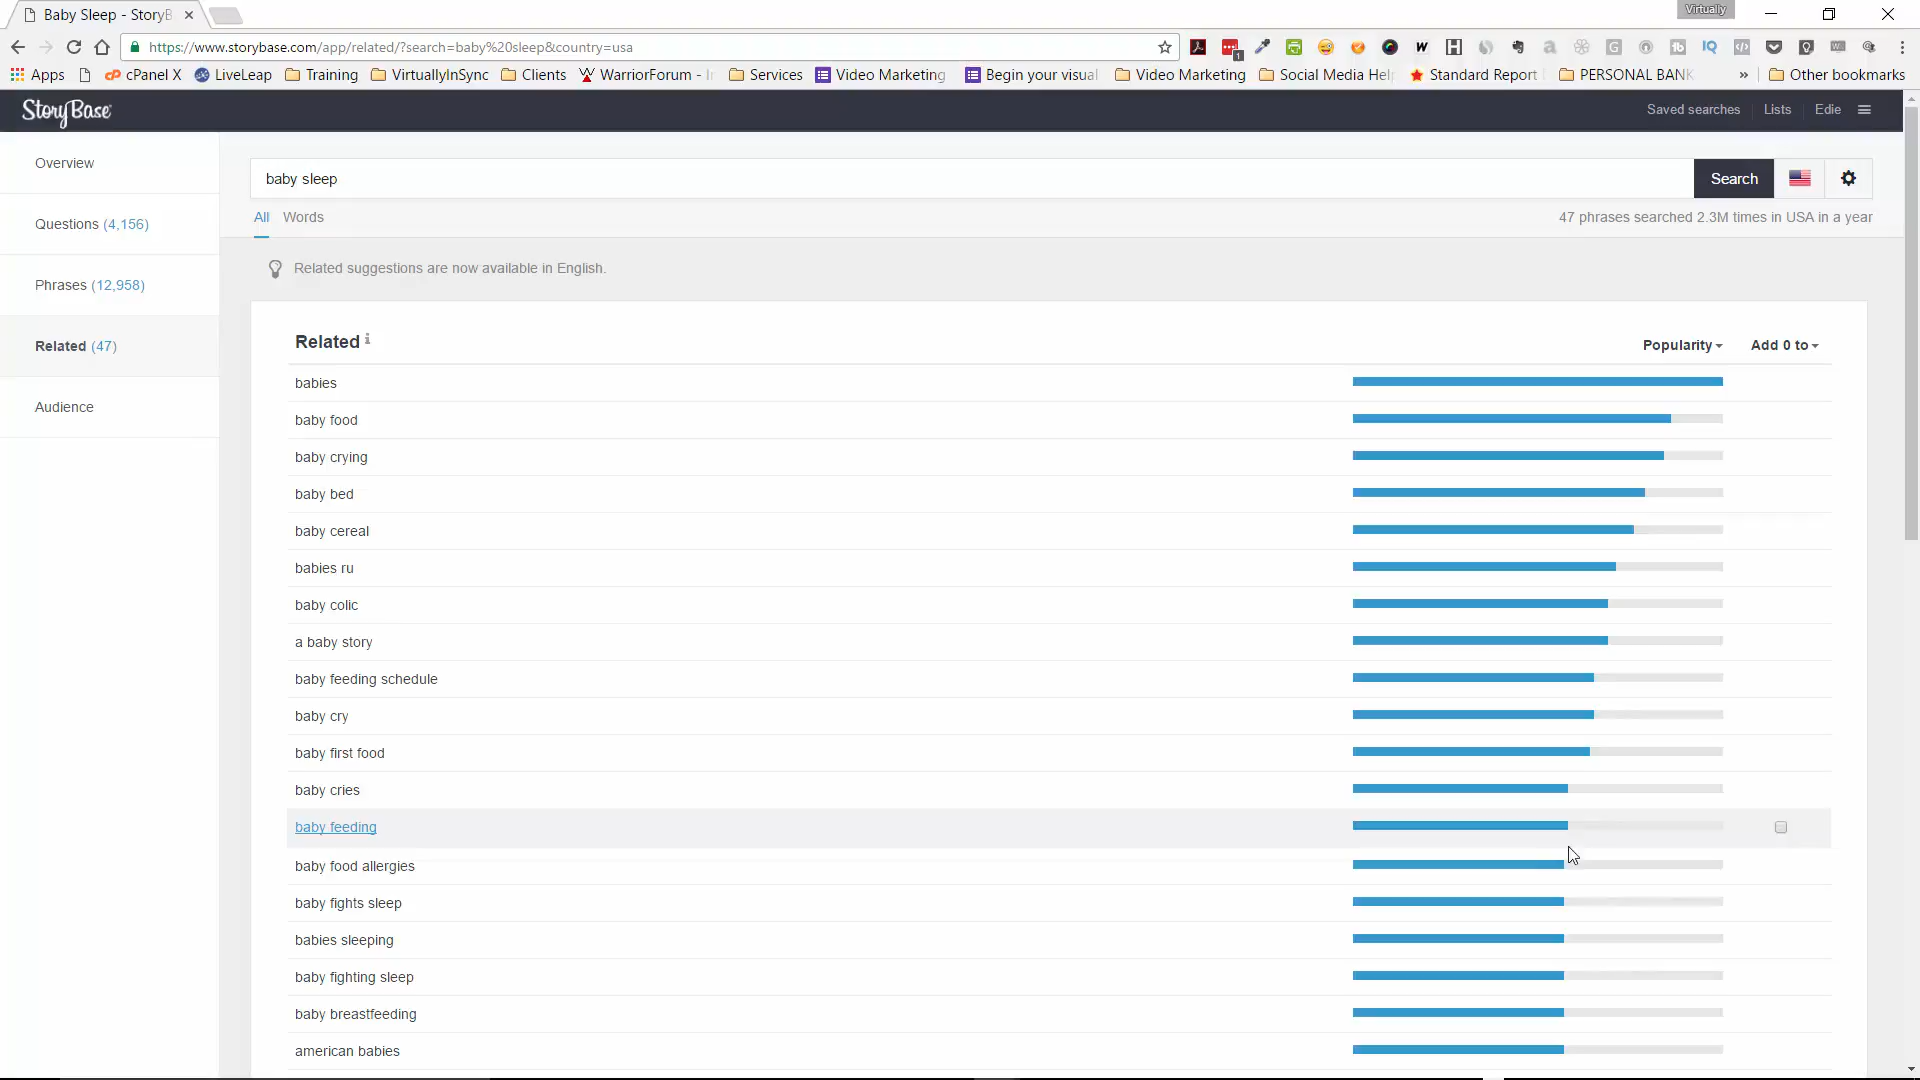 Baby Sleep - StoryB
Virtually
https://www.storybase.com/app/related/?search=baby%20sleep&country=usa
Apps
cPanel X
LiveLeap
Training
VirtuallyInSync
Clients
WarriorForum - I
Services
Video Marketing
Begin your visual
Video Marketing
Social Media Hel
Standard Report
PERSONAL BANK
»
Other bookmarks
StoryBase
Saved searches
Lists
Edie
Overview
Questions (4,156)
Phrases (12,958)
Related (47)
Audience
baby sleep
Search
All
Words
47 phrases searched 2.3M times in USA in a year
Related suggestions are now available in English.
Related i
Popularity
Add 0 to
babies
baby food
baby crying
baby bed
baby cereal
babies ru
baby colic
a baby story
baby feeding schedule
baby cry
baby first food
baby cries
baby feeding
baby food allergies
baby fights sleep
babies sleeping
baby fighting sleep
baby breastfeeding
american babies